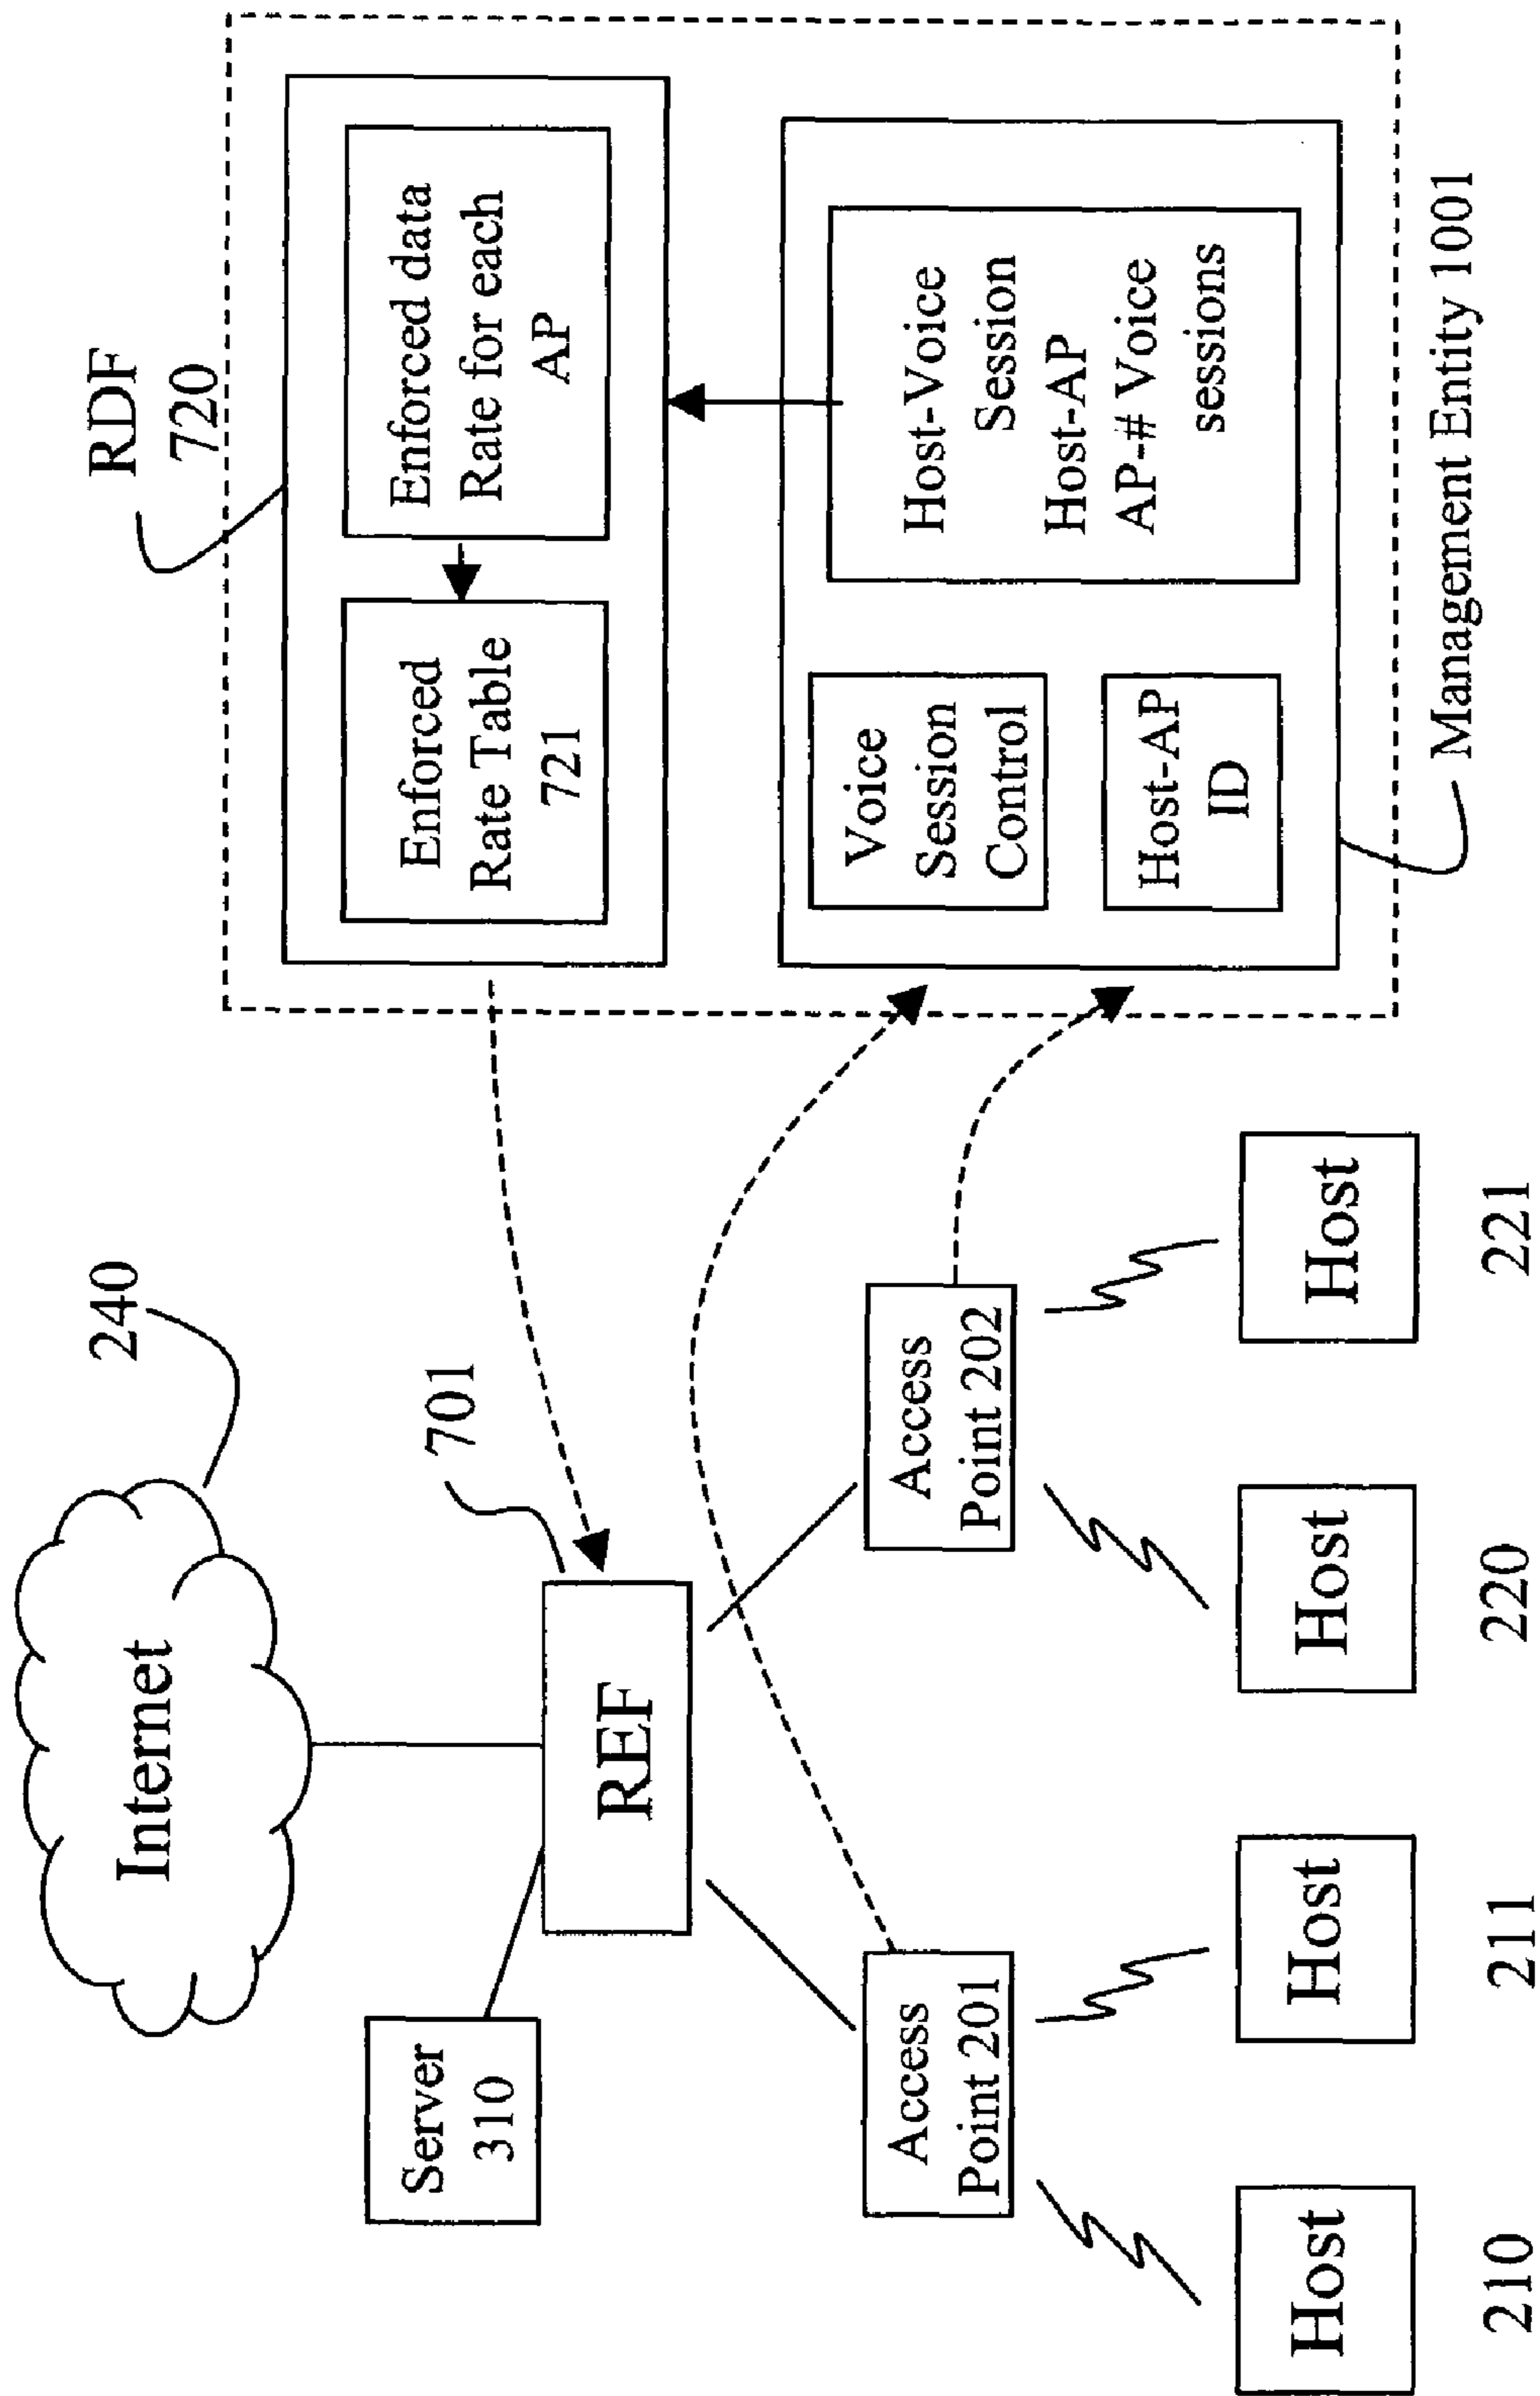 Internet
240
Server
310
REF
701
Access
Point 201
Access
Point 202
Host
210
Host
211
Host
220
Host
221
RDF
720
Enforced
Rate Table
721
Enforced data
Rate for each
AP
Voice
Session
Control
Host-AP
ID
Host-Voice
Session
Host-AP
AP-# Voice
sessions
Management Entity 1001